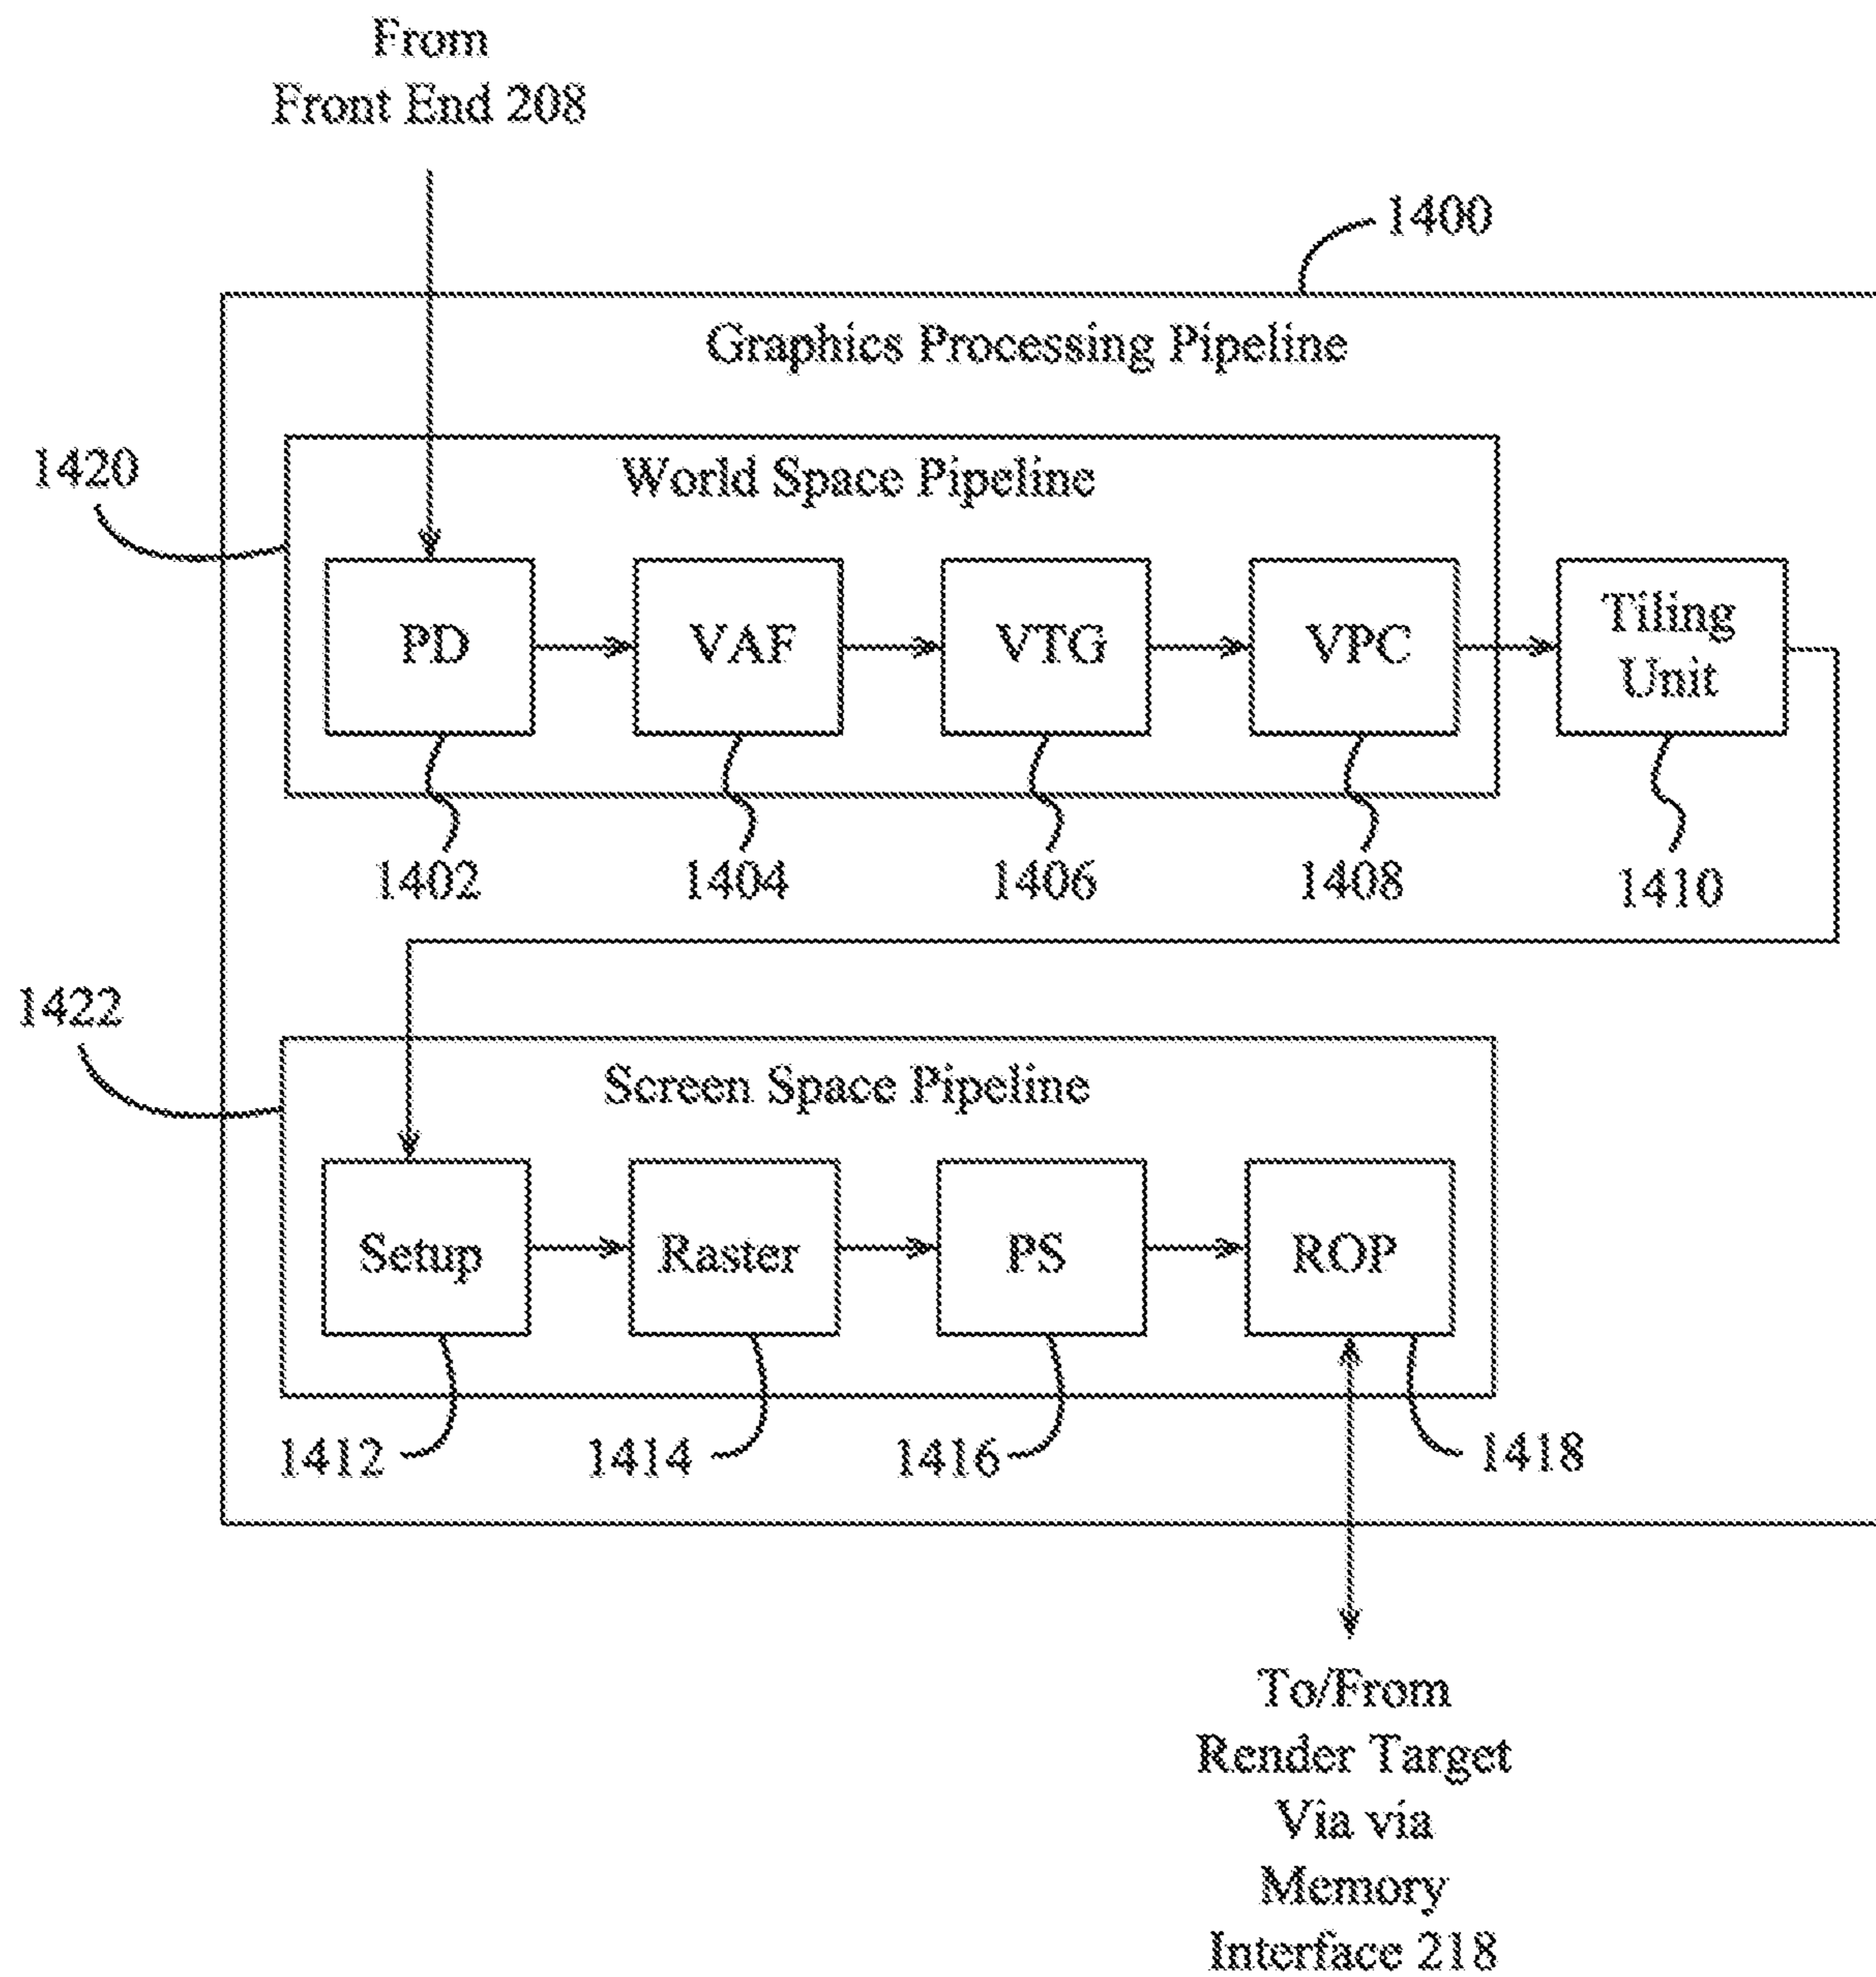 From
Front End 208
1400
Graphics Processing Pipeline
1420
World Space Pipeline
PD
VAF
VTG
VPC
Tiling
Unit
1402
1404
1406
1408
1410
1422
Screen Space Pipeline
Setup
Raster
PS
ROP
1412
1414
1416
1418
To/From
Render Target
Via via
Memory
Interface 218